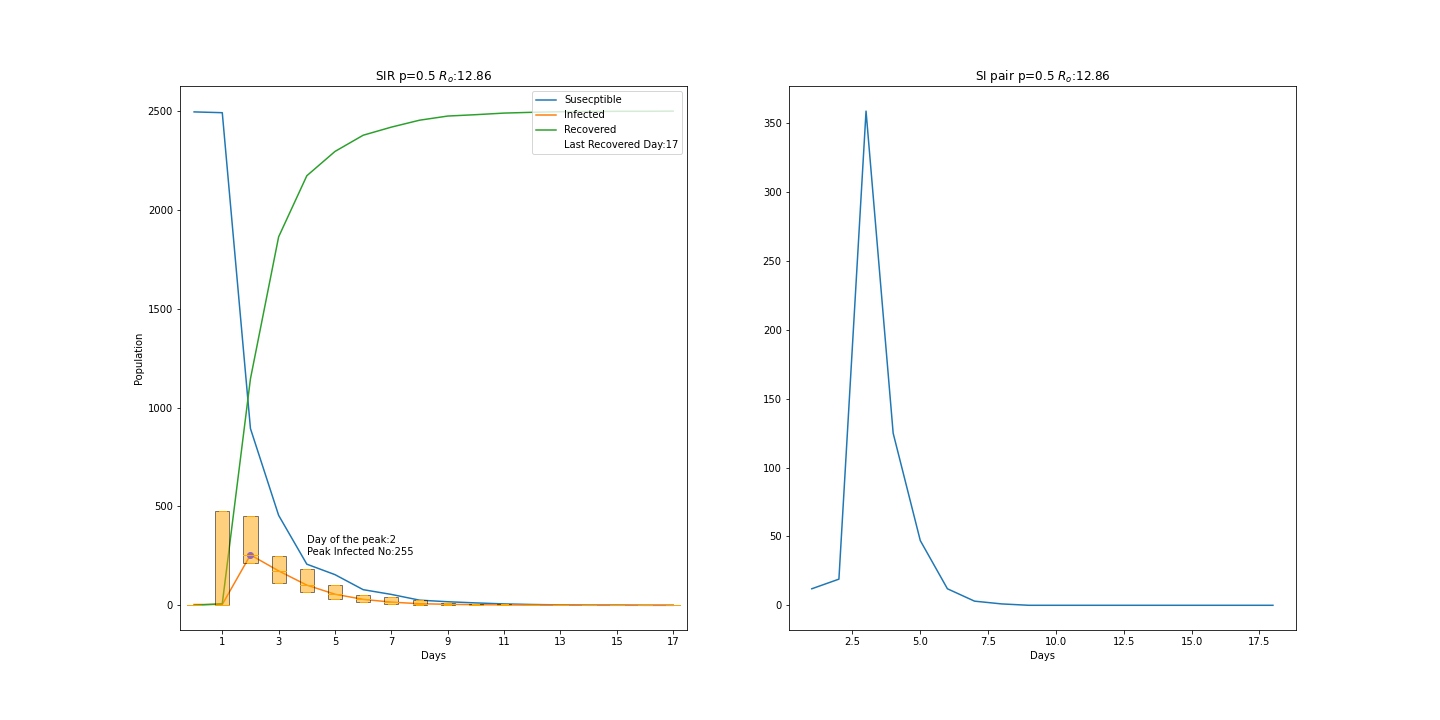 SIR p=0.5 Rₒ:12.86
Susecptible
Infected
Recovered
Last Recovered Day:17
2500
2000
1500
1000
500
0
Population
Day of the peak:2
Peak Infected No:255
1 3 5 7 9 11 13 15 17
Days
SI pair p=0.5 Rₒ:12.86
350
300
250
200
150
100
50
0
2.5 5.0 7.5 10.0 12.5 15.0 17.5
Days